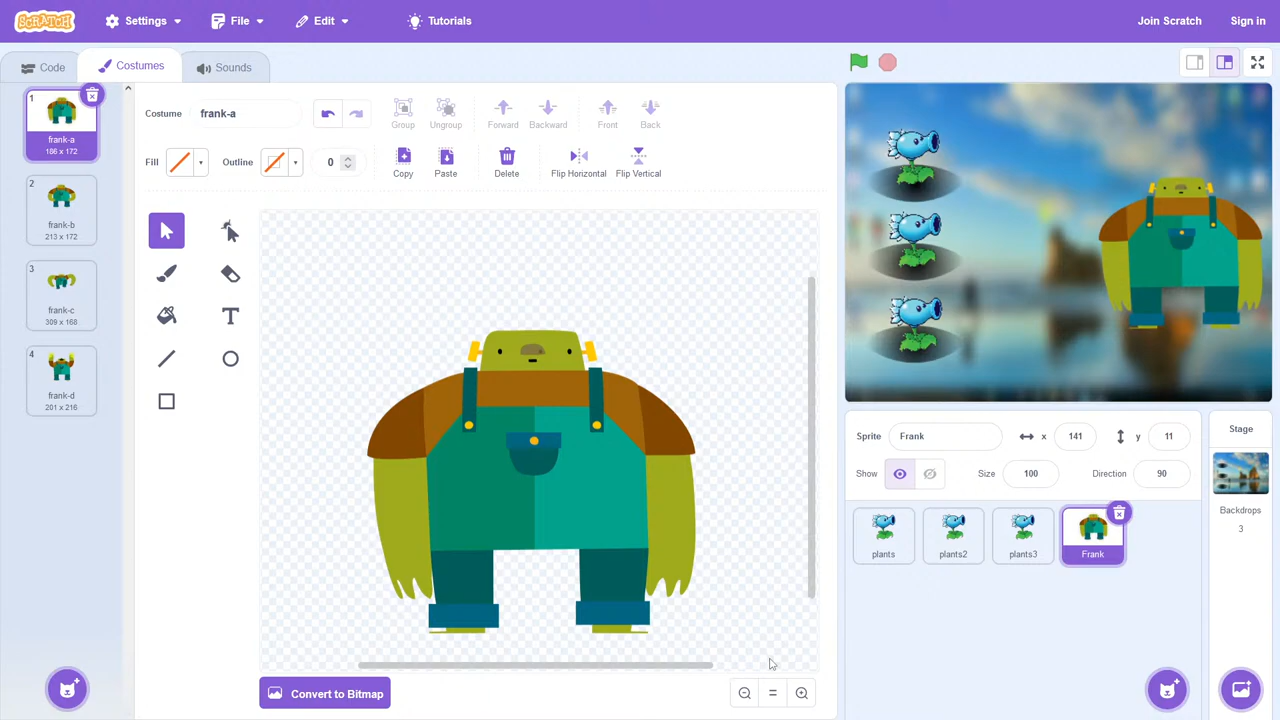 SCRATCH
Settings
File
Edit
Tutorials
Join Scratch
Sign in
Code
Costumes
Sounds
1
frank-a
186 x 172
2
frank-b
213 x 172
3
frank-c
309 x 168
4
frank-d
201 x 216
Costume
frank-a
Group
Ungroup
Forward
Backward
Front
Back
Fill
Outline
0
Copy
Paste
Delete
Flip Horizontal
Flip Vertical
T
Convert to Bitmap
Sprite
Frank
x
141
y
11
Show
Size
100
Direction
90
plants
plants2
plants3
Frank
Stage
Backdrops
3